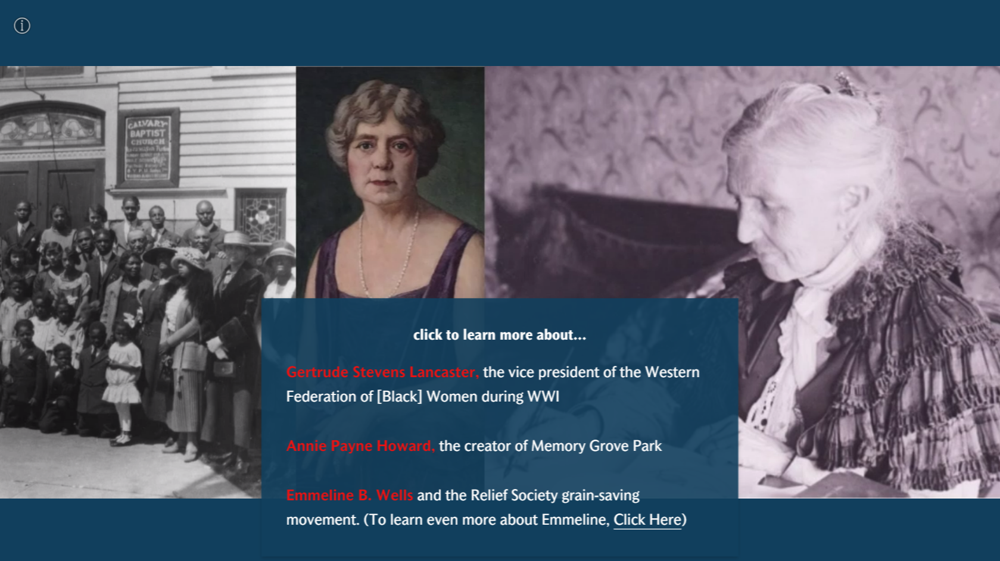 CALVARY
BAPTIST
CHURCH
click to learn more about...
Gertrude Stevens Lancaster, the vice president of the Western
Federation of [Black] Women during WWI
Annie Payne Howard, the creator of Memory Grove Park
Emmeline B. Wells and the Relief Society grain-saving
movement. (To learn even more about Emmeline, Click Here)